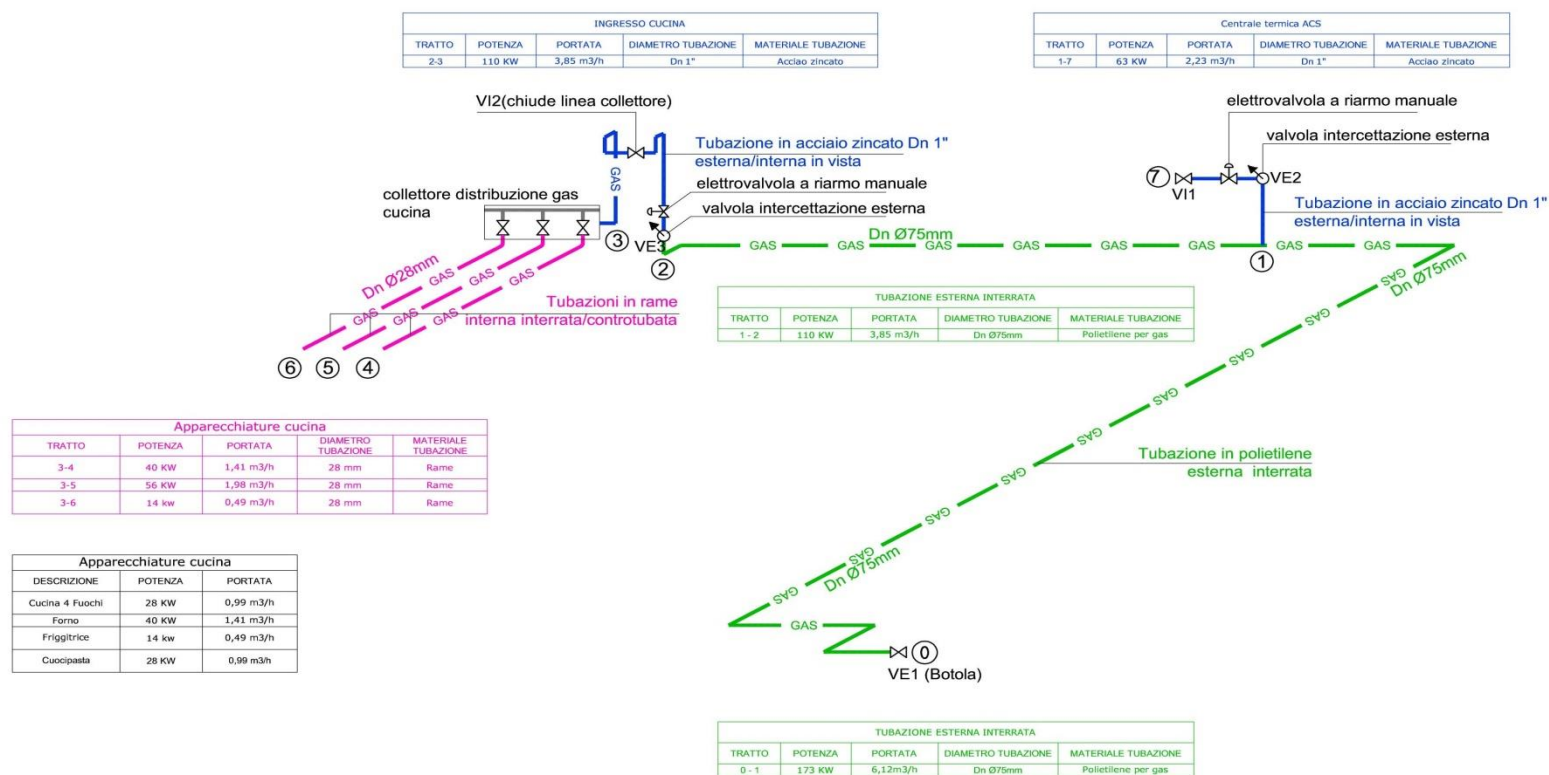 INGRESSO CUCINA
TRATTO POTENZA PORTATA DIAMETRO TUBAZIONE MATERIALE TUBAZIONE
2-3 110 KW 3,85 m3/h Dn 1" Acciao zincato
Centrale termica ACS
TRATTO POTENZA PORTATA DIAMETRO TUBAZIONE MATERIALE TUBAZIONE
1-7 63 KW 2,23 m3/h Dn 1" Acciao zincato
VI2(chiude linea collettore)
Tubazione in acciaio zincato Dn 1"
esterna/interna in vista
elettrovalvola a riarmo manuale
valvola intercettazione esterna
GAS
collettore distribuzione gas
cucina
3
VE3
2
elettrovalvola a riarmo manuale
valvola intercettazione esterna
7
VI1
VE2
Tubazione in acciaio zincato Dn 1"
esterna/interna in vista
Dn Ø75mm
GAS GAS GAS GAS GAS GAS GAS GAS
1
Dn Ø28mm
GAS GAS GAS
GAS GAS GAS
Tubazioni in rame
interna interrata/controtubata
6 5 4
TUBAZIONE ESTERNA INTERRATA
TRATTO POTENZA PORTATA DIAMETRO TUBAZIONE MATERIALE TUBAZIONE
1 - 2 110 KW 3,85 m3/h Dn Ø75mm Polietilene per gas
GAS
Dn Ø75mm
GAS
GAS
GAS
GAS
GAS
GAS
GAS
Tubazione in polietilene
esterna interrata
GAS
Dn Ø75mm
GAS
GAS
0
VE1 (Botola)
Apparecchiature cucina
TRATTO POTENZA PORTATA DIAMETRO TUBAZIONE MATERIALE TUBAZIONE
3-4 40 KW 1,41 m3/h 28 mm Rame
3-5 56 KW 1,98 m3/h 28 mm Rame
3-6 14 kw 0,49 m3/h 28 mm Rame
Apparecchiature cucina
DESCRIZIONE POTENZA PORTATA
Cucina 4 Fuochi 28 KW 0,99 m3/h
Forno 40 KW 1,41 m3/h
Friggitrice 14 kw 0,49 m3/h
Cuocipasta 28 KW 0,99 m3/h
TUBAZIONE ESTERNA INTERRATA
TRATTO POTENZA PORTATA DIAMETRO TUBAZIONE MATERIALE TUBAZIONE
0 - 1 173 KW 6,12m3/h Dn Ø75mm Polietilene per gas